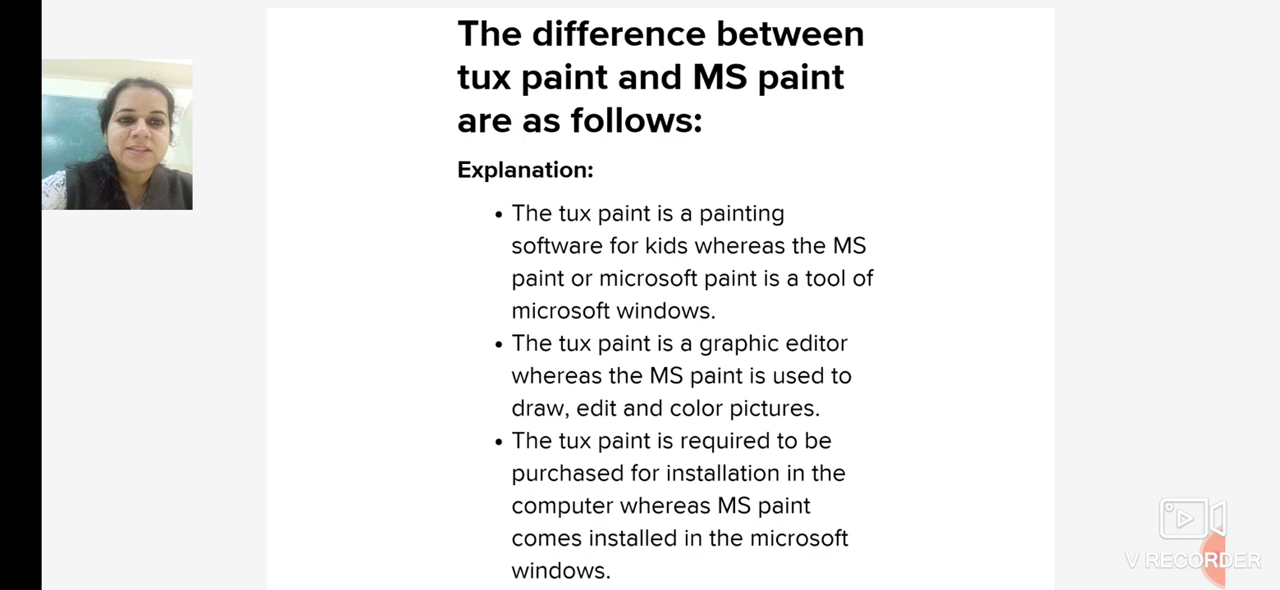 The difference between
tux paint and MS paint
are as follows:
Explanation:
• The tux paint is a painting
software for kids whereas the MS
paint or microsoft paint is a tool of
microsoft windows.
• The tux paint is a graphic editor
whereas the MS paint is used to
draw, edit and color pictures.
• The tux paint is required to be
purchased for installation in the
computer whereas MS paint
comes installed in the microsoft
windows.
V RECORDER